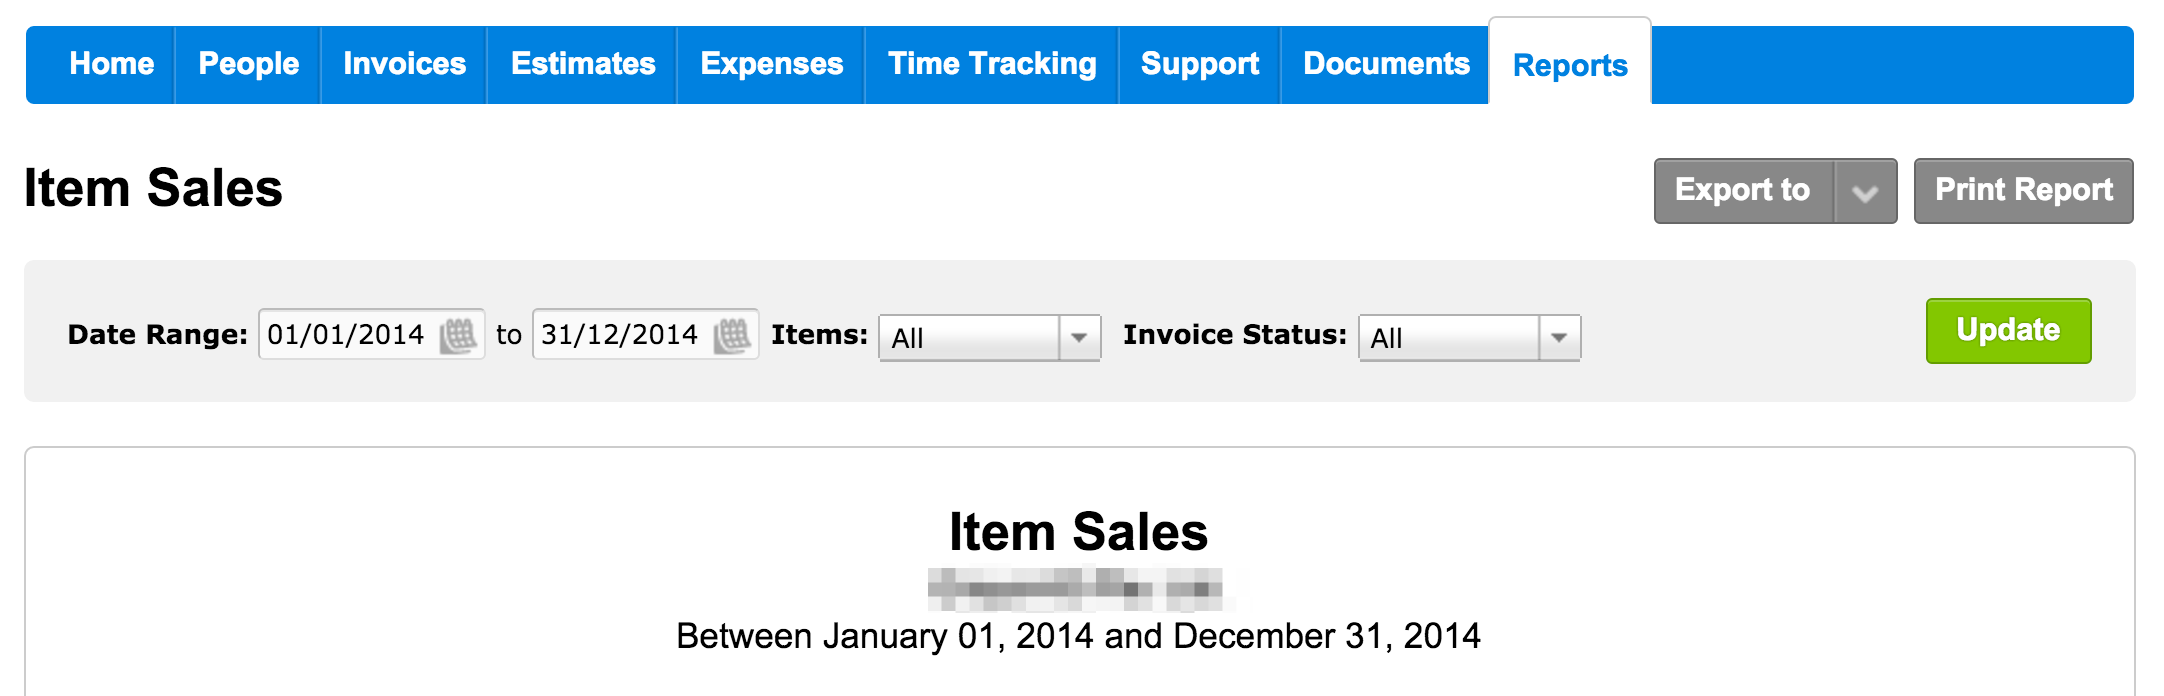 Home People Invoices Estimates Expenses Time Tracking Support Documents Reports
Item Sales
Export to Print Report
Date Range: 01/01/2014 to 31/12/2014 Items: All Invoice Status: All Update
Item Sales
Between January 01, 2014 and December 31, 2014